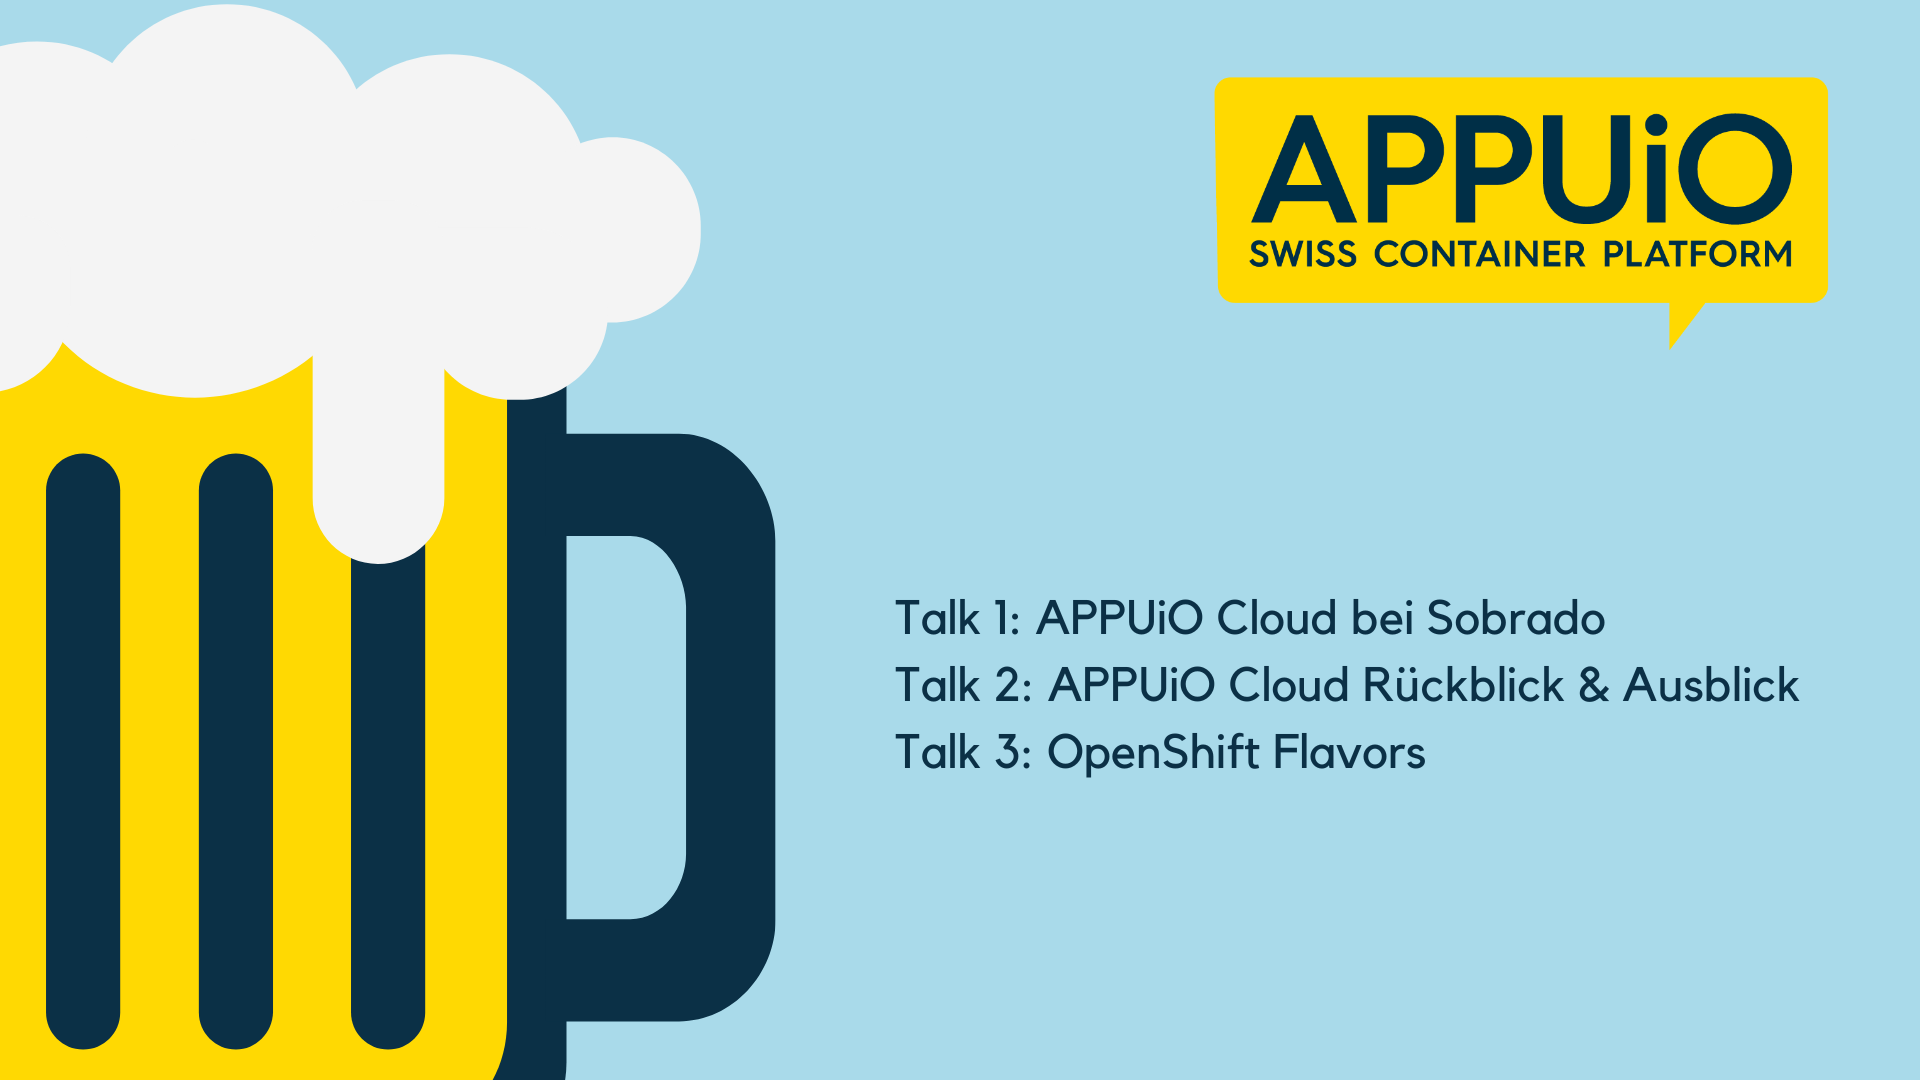 APPUiO
SWISS CONTAINER PLATFORM
Talk 1: APPUiO Cloud bei Sobrado
Talk 2: APPUiO Cloud Rückblick & Ausblick
Talk 3: OpenShift Flavors